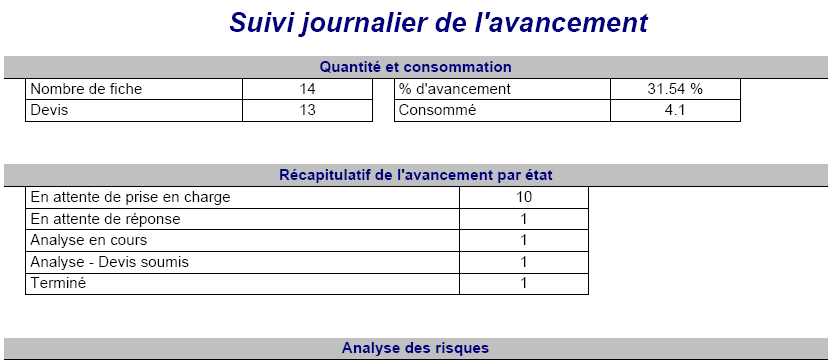 Suivi journalier de l'avancement
Quantité et consommation
Nombre de fiche 14 % d'avancement 31.54 %
Devis 13 Consommé 4.1
Récapitulatif de l'avancement par état
En attente de prise en charge 10
En attente de réponse 1
Analyse en cours 1
Analyse - Devis soumis 1
Terminé 1
Analyse des risques